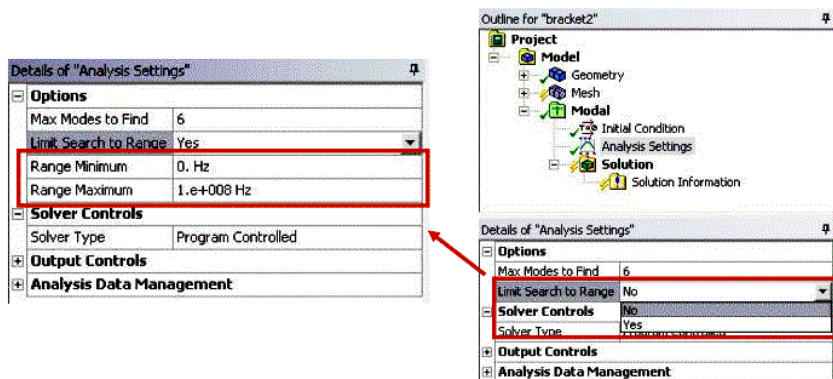 Details of "Analysis Settings"
Options
Max Modes to Find 6
Limit Search to Range Yes
Range Minimum 0. Hz
Range Maximum 1.e+008 Hz
Solver Controls
Solver Type Program Controlled
Output Controls
Analysis Data Management
Outline for "bracket2"
Project
Model
Geometry
Mesh
Modal
Initial Condition
Analysis Settings
Solution
Solution Information
Details of "Analysis Settings"
Options
Max Modes to Find 6
Limit Search to Range No
Solver Controls No
Yes
Solver Type Program Controlled
Output Controls
Analysis Data Management